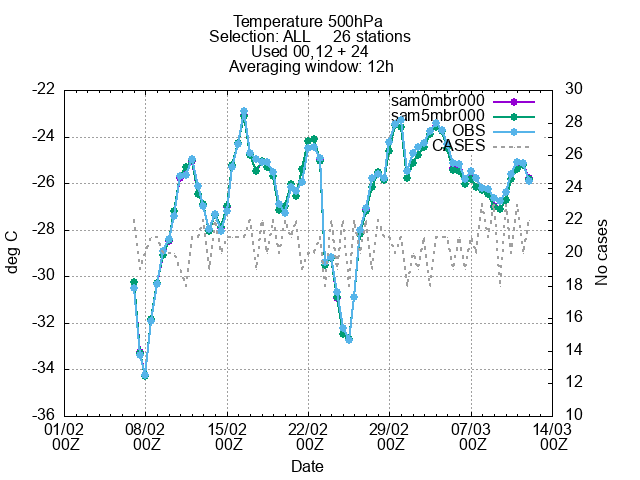 Temperature 500hPa
Selection: ALL 26 stations
Used 00,12 + 24
Averaging window: 12h
sam0mbr000
sam5mbr000
OBS
CASES
-22
-24
-26
-28
-30
-32
-34
-36
deg C
30
28
26
24
22
20
18
16
14
12
10
No cases
01/02 08/02 15/02 22/02 29/02 07/03 14/03
00Z 00Z 00Z 00Z 00Z 00Z 00Z
Date